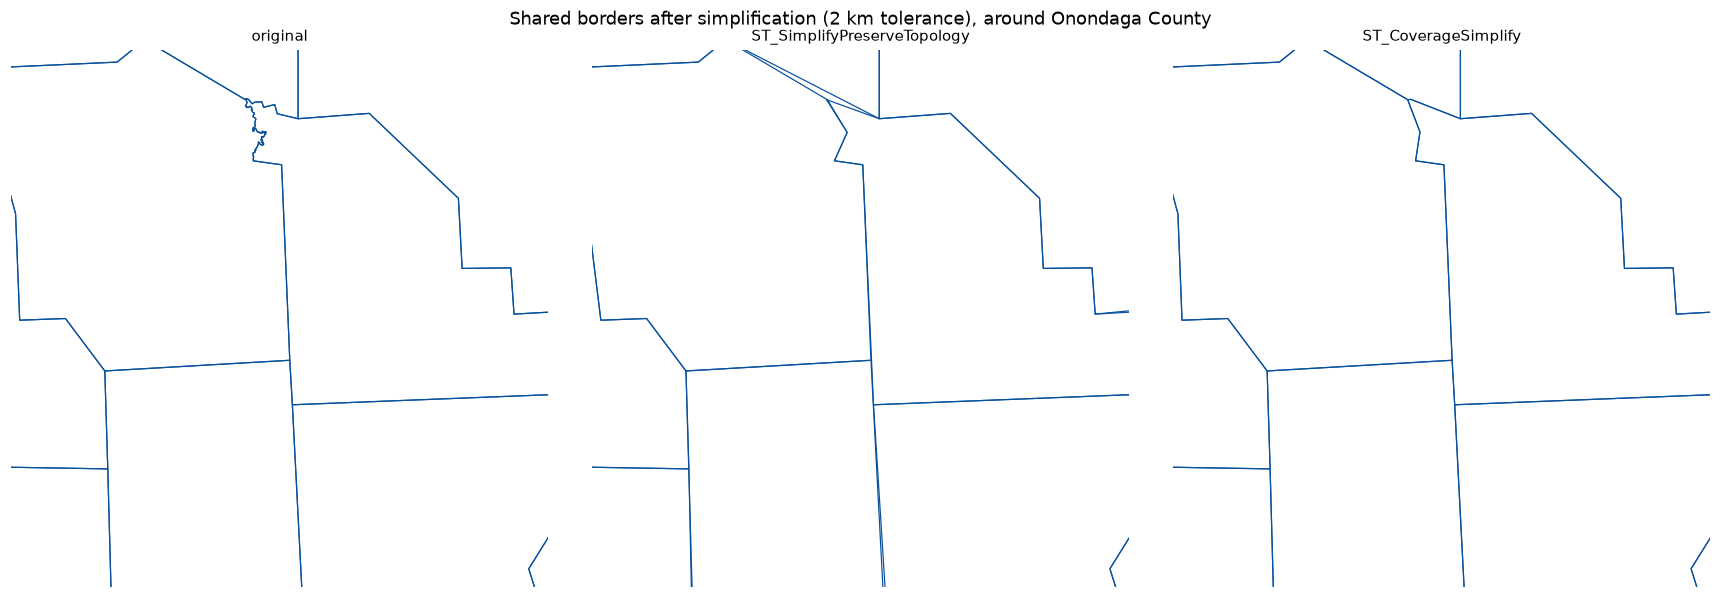 Shared borders after simplification (2 km tolerance), around Onondaga County
original
ST_SimplifyPreserveTopology
ST_CoverageSimplify